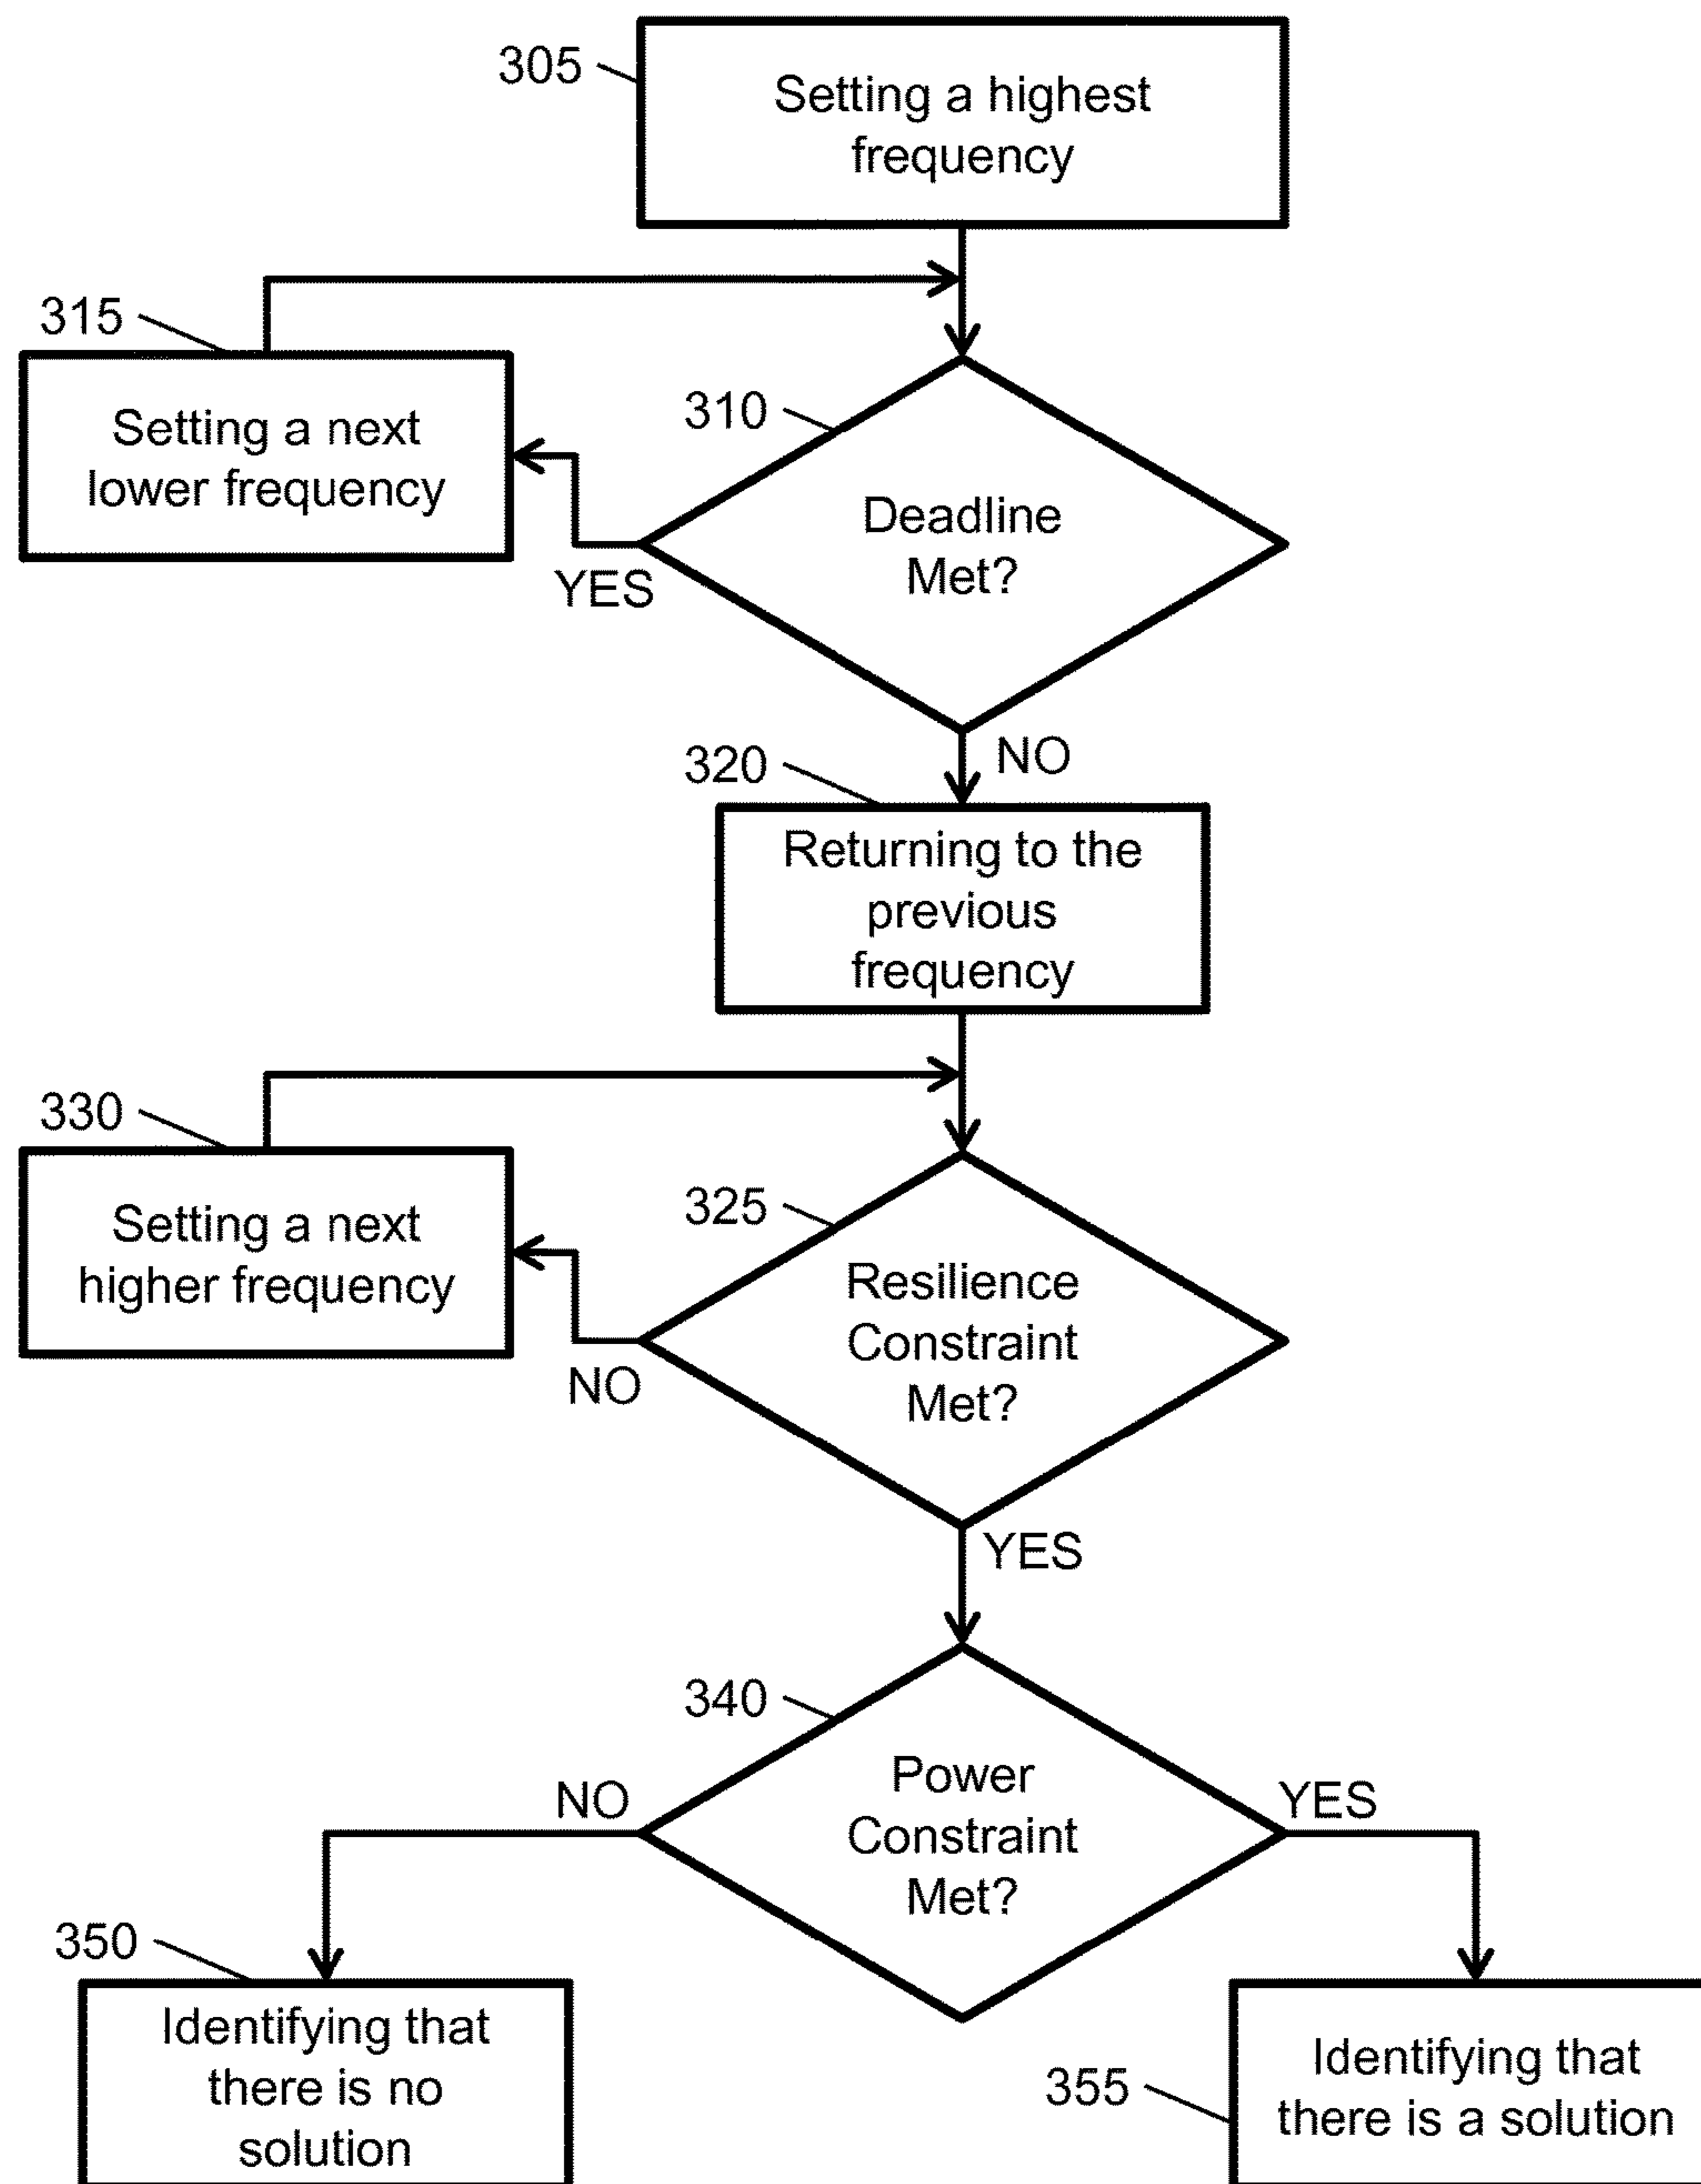 305
Setting a highest
frequency
315
Setting a next
lower frequency
310
Deadline
Met?
YES
NO
320
Returning to the
previous
frequency
330
Setting a next
higher frequency
325
Resilience
Constraint
Met?
NO
YES
340
Power
Constraint
Met?
NO
YES
350
Identifying that
there is no
solution
355
Identifying that
there is a solution